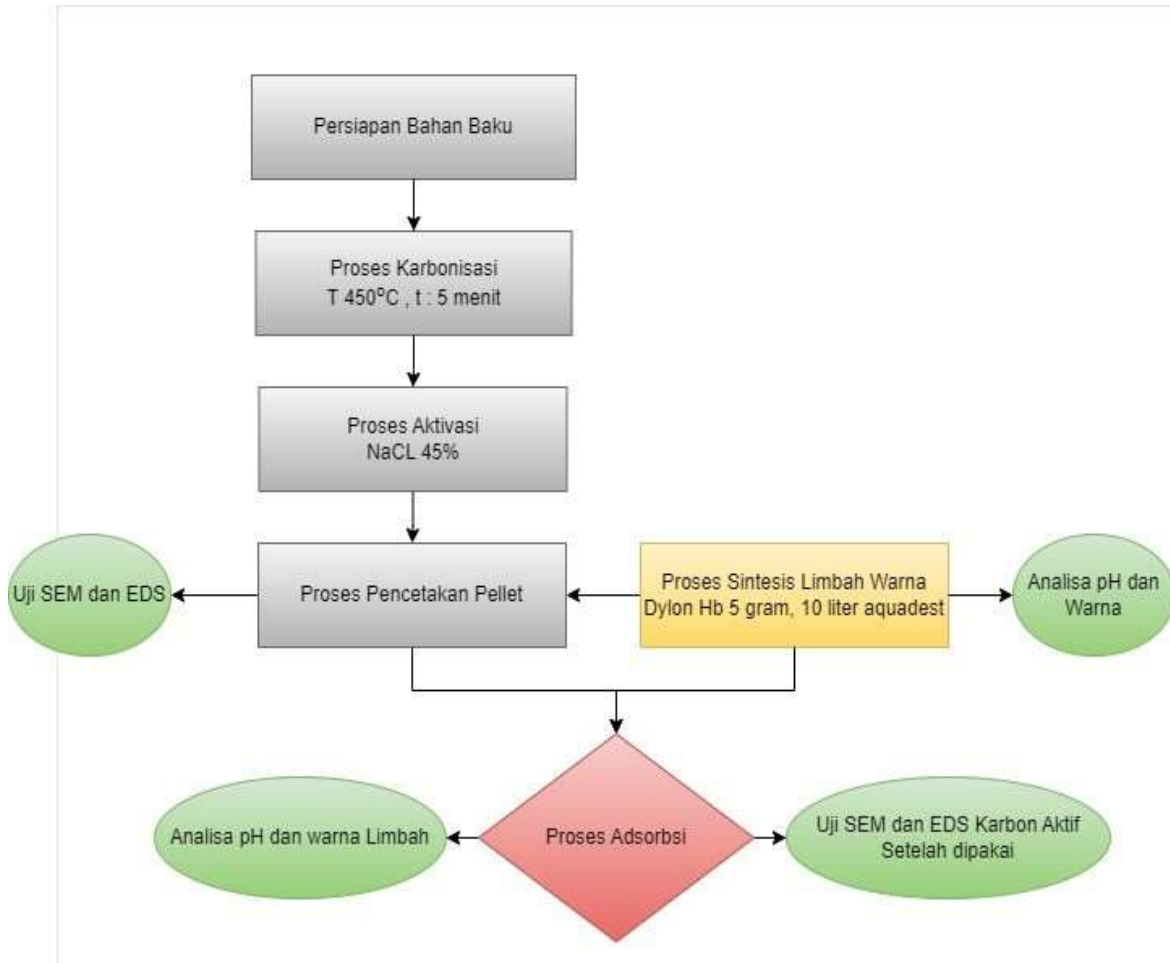 Persiapan Bahan Baku
Proses Karbonisasi
T 450°C , t : 5 menit
Proses Aktivasi
NaCL 45%
Uji SEM dan EDS
Proses Pencetakan Pellet
Proses Sintesis Limbah Warna
Dylon Hb 5 gram, 10 liter aquadest
Analisa pH dan
Warna
Analisa pH dan warna Limbah
Proses Adsorbsi
Uji SEM dan EDS Karbon Aktif
Setelah dipakai